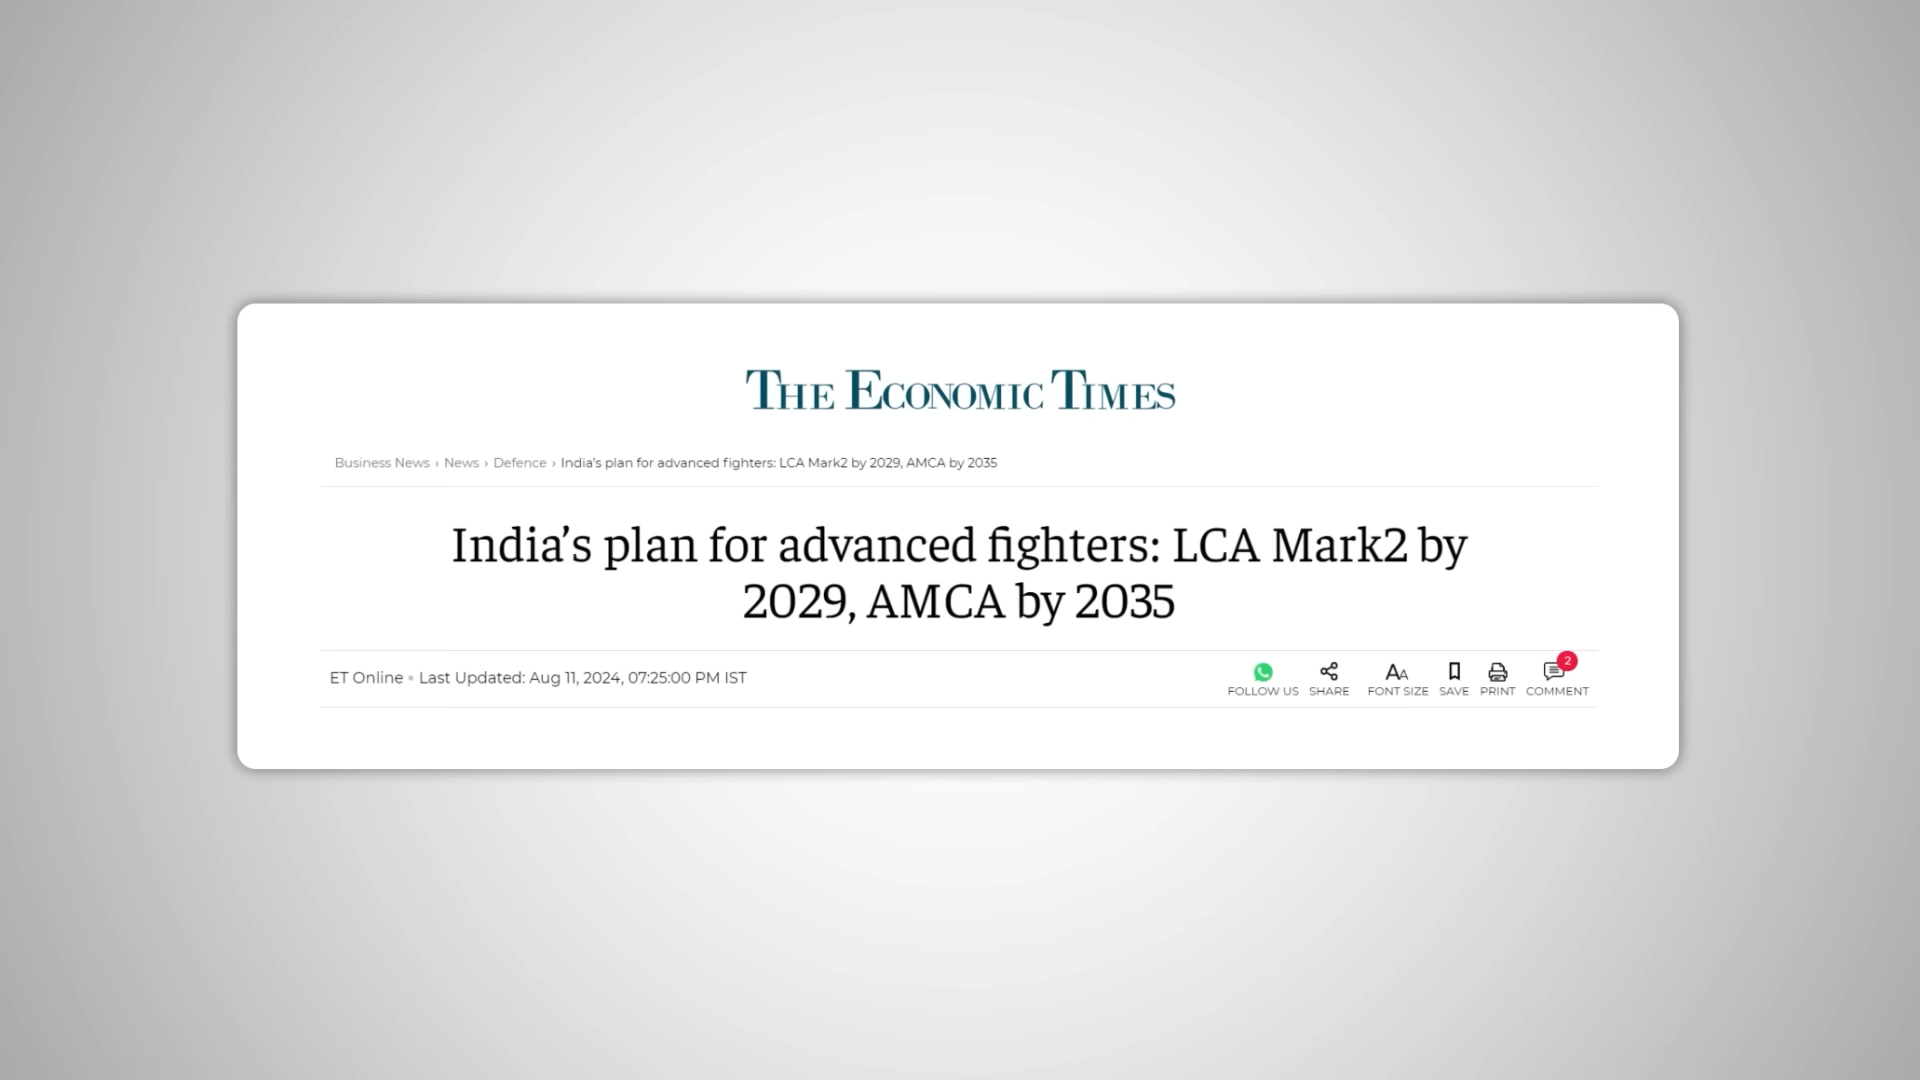 THE ECONOMIC TIMES
Business News › News › Defence › India's plan for advanced fighters: LCA Mark2 by 2029, AMCA by 2035
India’s plan for advanced fighters: LCA Mark2 by
2029, AMCA by 2035
ET Online • Last Updated: Aug 11, 2024, 07:25:00 PM IST
2
FOLLOW US SHARE FONT SIZE SAVE PRINT COMMENT